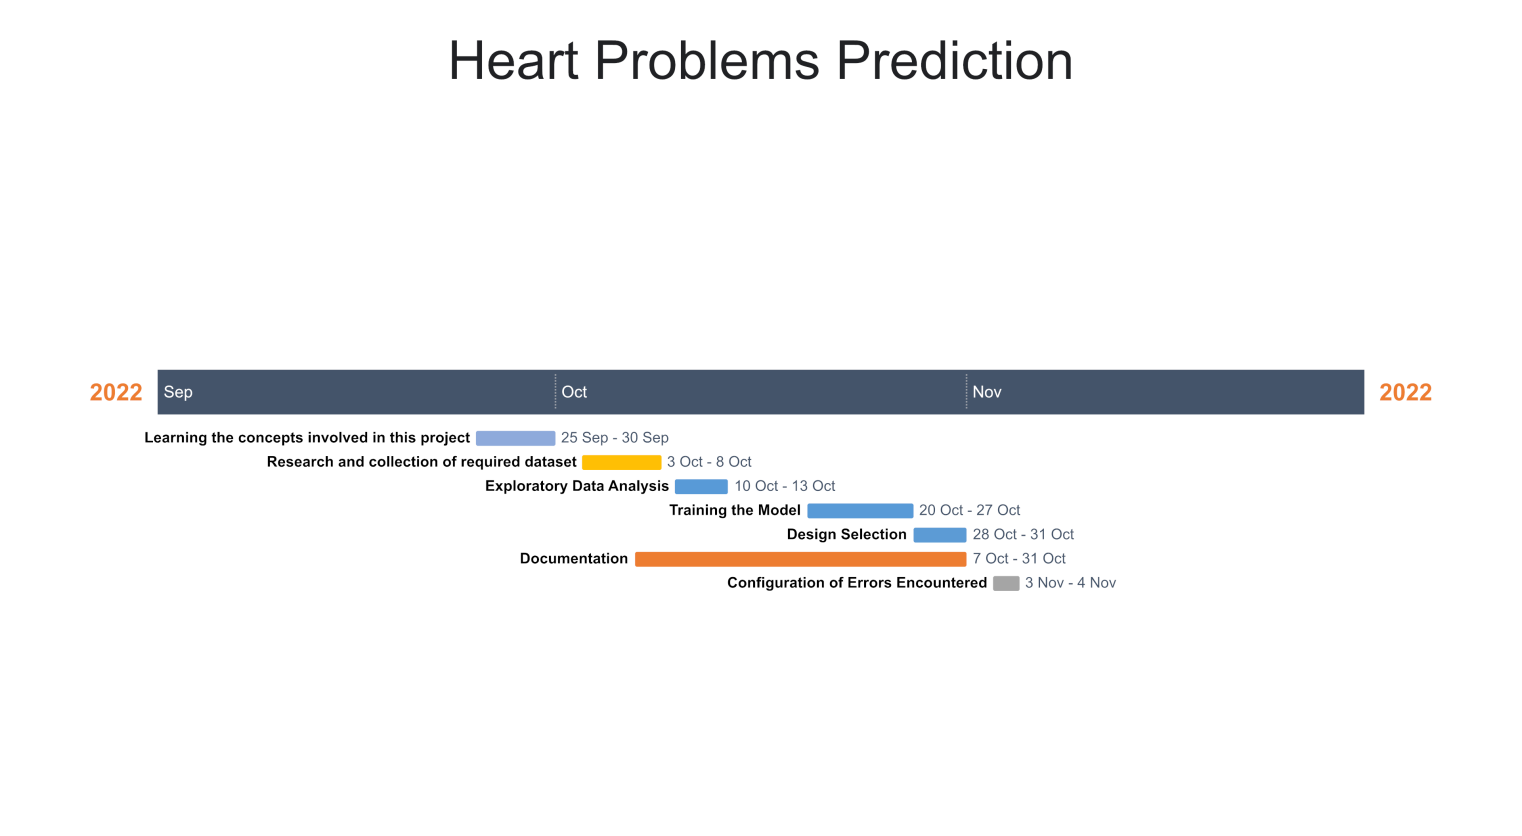 Heart Problems Prediction
2022 Sep Oct Nov 2022
Learning the concepts involved in this project 25 Sep - 30 Sep
Research and collection of required dataset 3 Oct - 8 Oct
Exploratory Data Analysis 10 Oct - 13 Oct
Training the Model 20 Oct - 27 Oct
Design Selection 28 Oct - 31 Oct
Documentation 7 Oct - 31 Oct
Configuration of Errors Encountered 3 Nov - 4 Nov